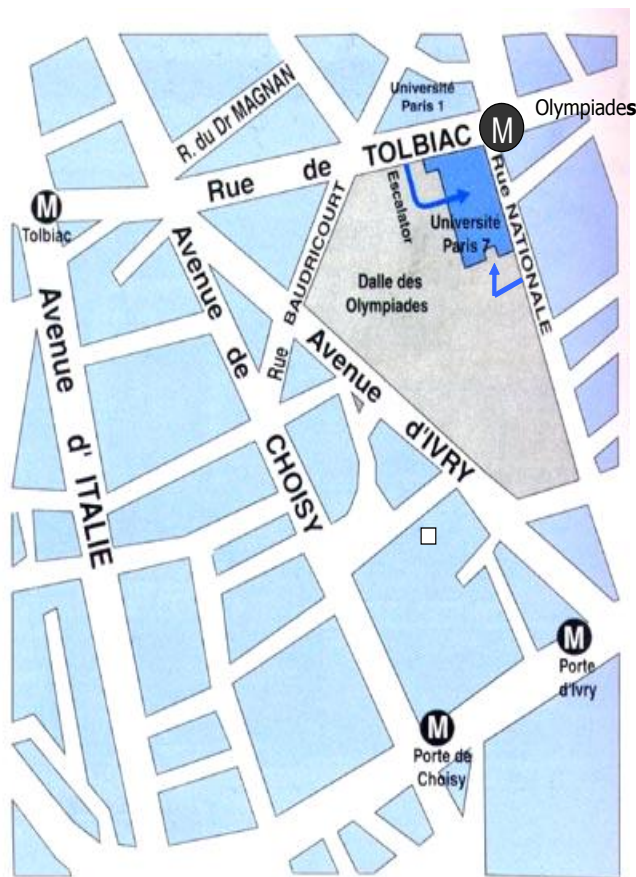 Université
Paris 1
M
Olympiades
R. du Dr MAGNAN
Rue de TOLBIAC
M
Tolbiac
Escalator
Rue NATIONALE
Université
Paris 7
Rue BAUDRICOURT
Dalle des
Olympiades
Avenue d' ITALIE
Avenue de CHOISY
Avenue d'IVRY
M
Porte
d'Ivry
M
Porte de
Choisy